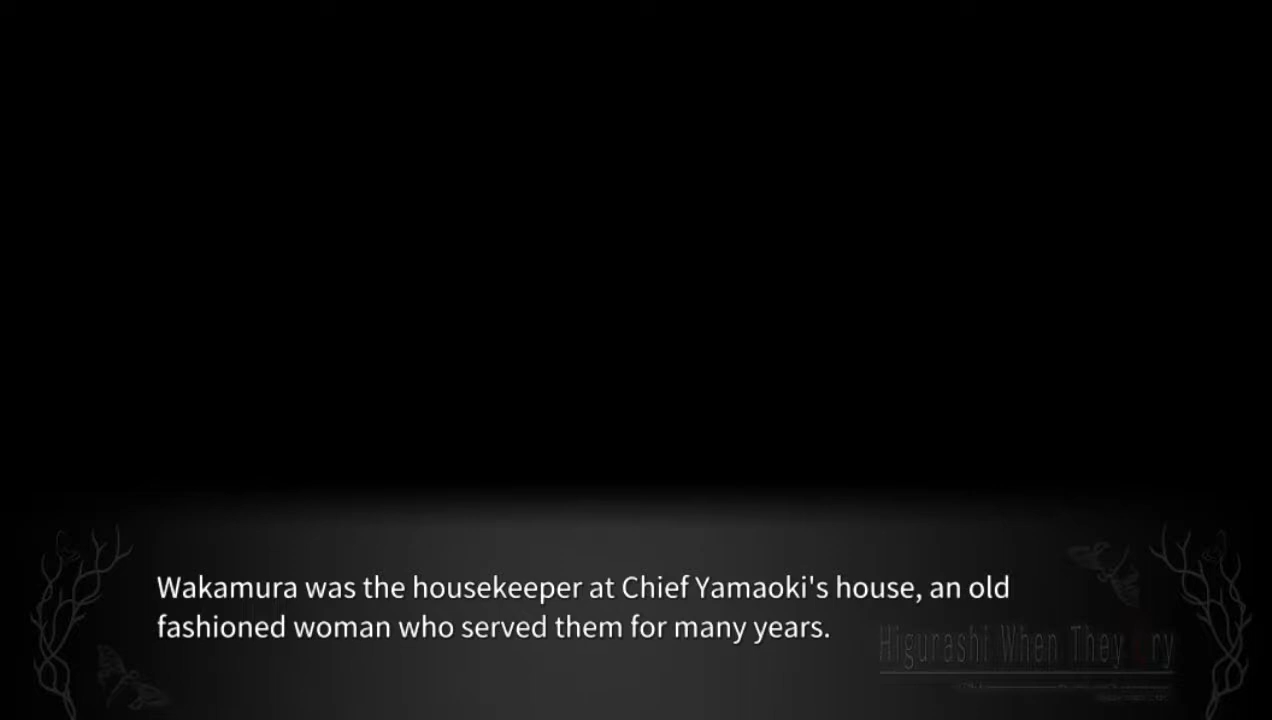 Wakamura was the housekeeper at Chief Yamaoki's house, an old
fashioned woman who served them for many years.
Higurashi When They Cry